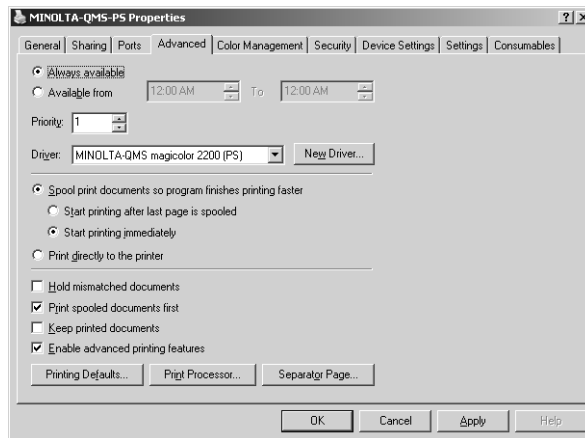 MINOLTA-QMS-PS Properties
General Sharing Ports Advanced Color Management Security Device Settings Settings Consumables
Always available
Available from 12:00 AM To 12:00 AM
Priority: 1
Driver: MINOLTA-QMS magicolor 2200 (PS) New Driver...
Spool print documents so program finishes printing faster
Start printing after last page is spooled
Start printing immediately
Print directly to the printer
Hold mismatched documents
Print spooled documents first
Keep printed documents
Enable advanced printing features
Printing Defaults... Print Processor... Separator Page...
OK Cancel Apply Help